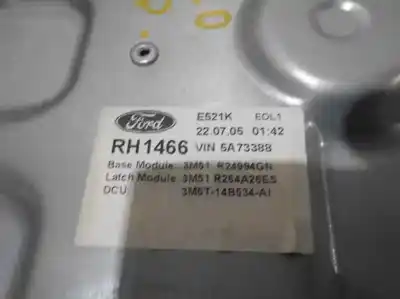 Ford E521K EOL1
22.07.05 01:42
RH1466 VIN 5A73388
Base Module: 3M51 R24994GN
Latch Module 3M51 R264A26ES
DCU 3M6T-14B534-AI